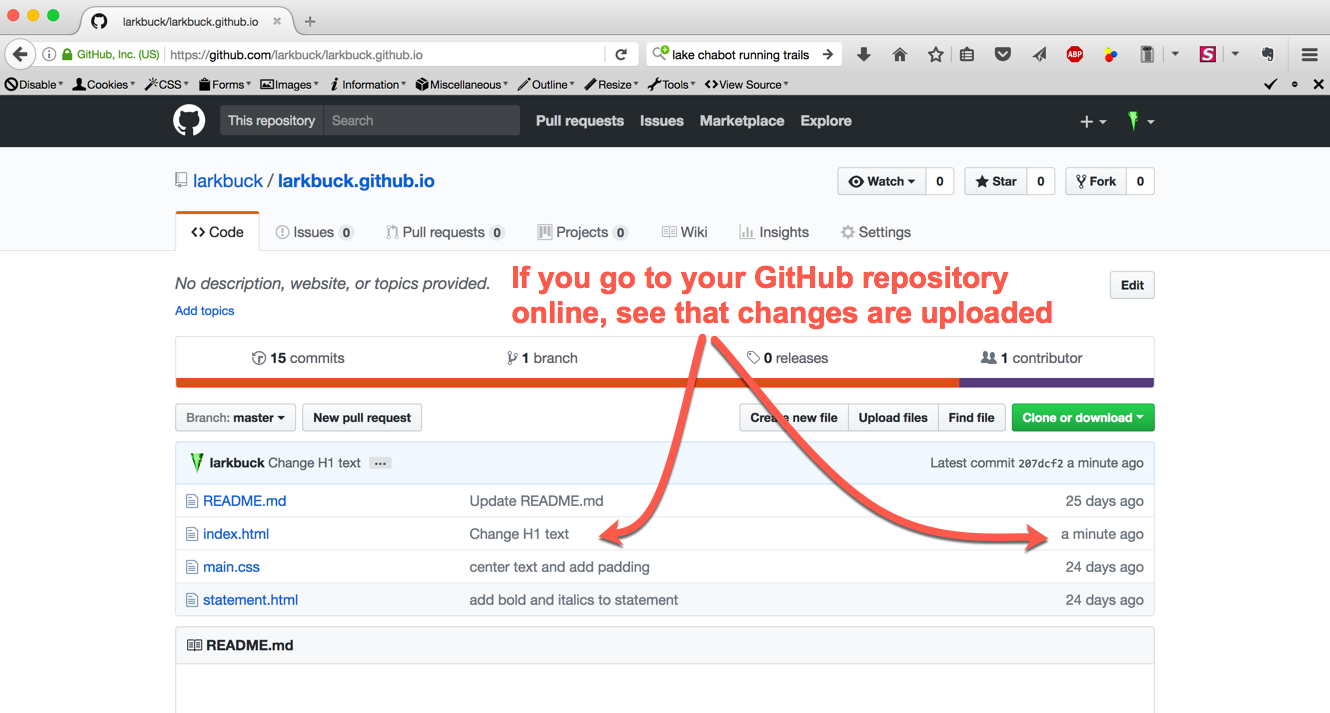 larkbuck/larkbuck.github.io
GitHub, Inc. (US) https://github.com/larkbuck/larkbuck.github.io lake chabot running trails ABP S
Disable Cookies CSS Forms Images Information Miscellaneous Outline Resize Tools View Source
This repository Search Pull requests Issues Marketplace Explore
larkbuck / larkbuck.github.io Watch 0 Star 0 Fork 0
Code Issues 0 Pull requests 0 Projects 0 Wiki Insights Settings
No description, website, or topics provided. Edit
Add topics
If you go to your GitHub repository
online, see that changes are uploaded
15 commits 1 branch 0 releases 1 contributor
Branch: master New pull request Create new file Upload files Find file Clone or download
larkbuck Change H1 text ... Latest commit 207dcf2 a minute ago
README.md Update README.md 25 days ago
index.html Change H1 text a minute ago
main.css center text and add padding 24 days ago
statement.html add bold and italics to statement 24 days ago
README.md